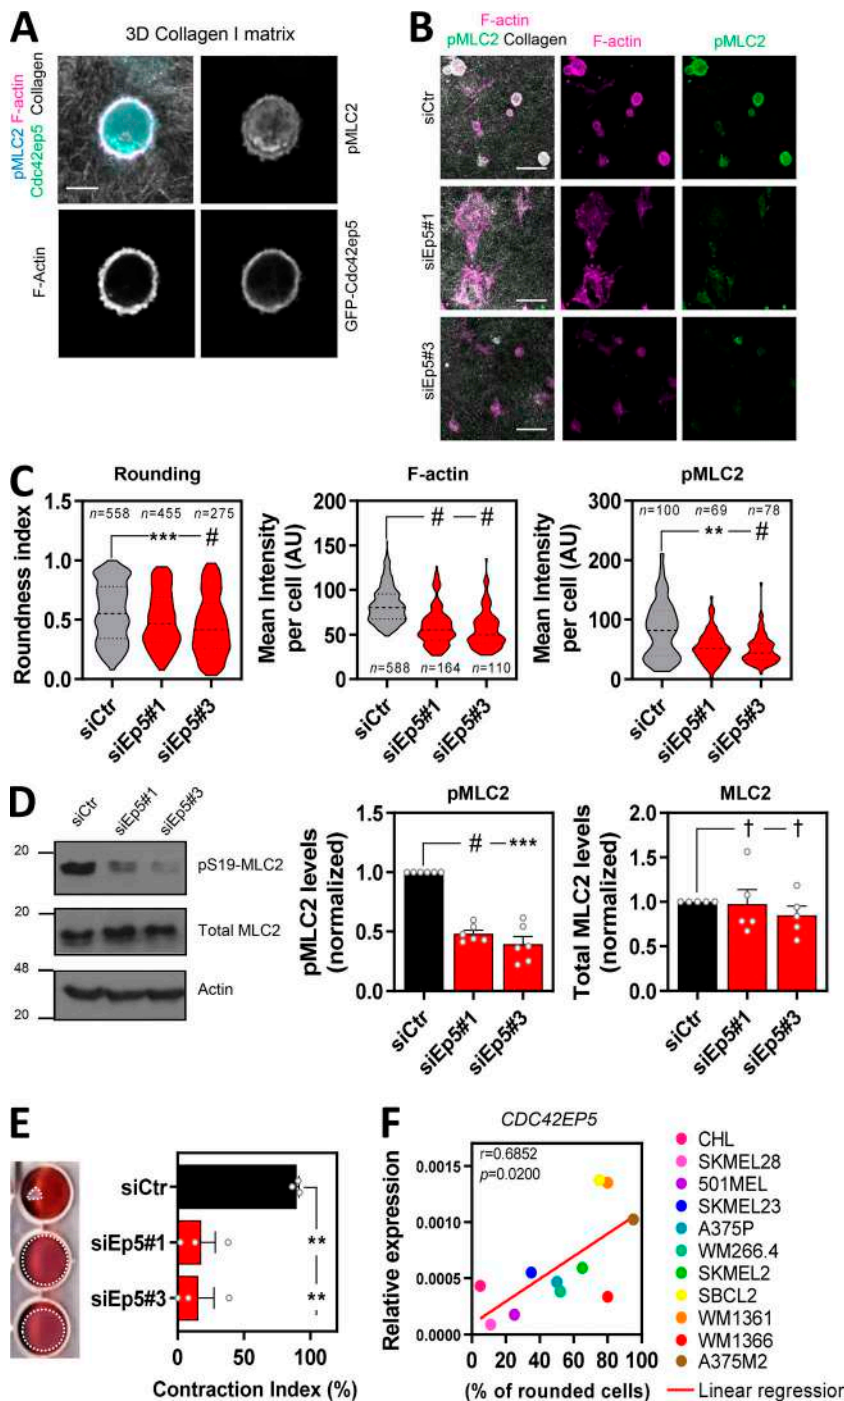 A
3D Collagen I matrix
pMLC2 F-actin
Cdc42ep5 Collagen
pMLC2
F-Actin
GFP-Cdc42ep5
B
F-actin
pMLC2 Collagen
F-actin
pMLC2
siCtr
siEp5#1
siEp5#3
C
Rounding
Roundness index
1.5
1.0
0.5
0.0
n=558 n=455 n=275
*** #
siCtr
siEp5#1
siEp5#3
F-actin
Mean Intensity
per cell (AU)
200
150
100
50
0
# #
n=588 n=164 n=110
siCtr
siEp5#1
siEp5#3
pMLC2
Mean Intensity
per cell (AU)
300
200
100
0
n=100 n=69 n=78
** #
siCtr
siEp5#1
siEp5#3
D
siCtr
siEp5#1
siEp5#3
20
pS19-MLC2
20
Total MLC2
48
Actin
20
pMLC2
pMLC2 levels
(normalized)
1.5
1.0
0.5
0.0
# ***
siCtr
siEp5#1
siEp5#3
MLC2
Total MLC2 levels
(normalized)
2.0
1.5
1.0
0.5
0.0
† †
siCtr
siEp5#1
siEp5#3
E
siCtr
siEp5#1
siEp5#3
**
**
0 50 100
Contraction Index (%)
F
CDC42EP5
r=0.6852
p=0.0200
Relative expression
0.0015
0.0010
0.0005
0.0000
0 20 40 60 80 100
(% of rounded cells)
CHL
SKMEL28
501MEL
SKMEL23
A375P
WM266.4
SKMEL2
SBCL2
WM1361
WM1366
A375M2
Linear regression